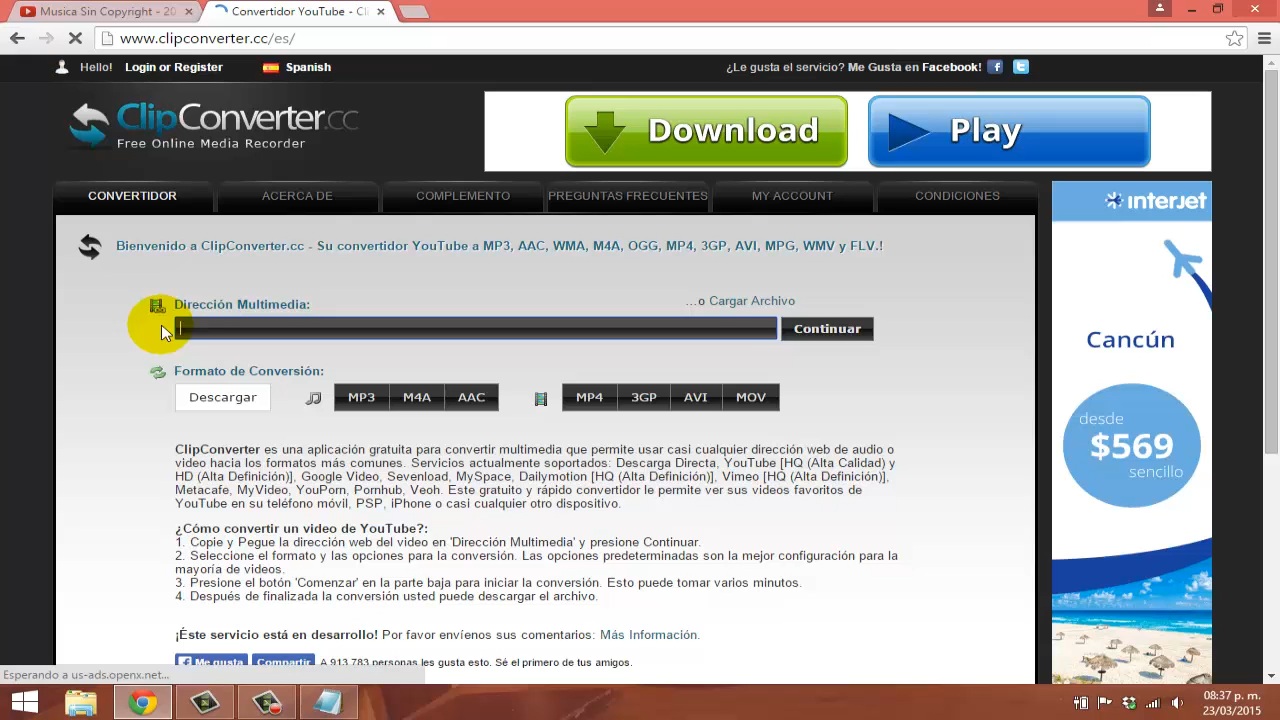 Musica Sin Copyright - 20
Convertidor YouTube - Cli
www.clipconverter.cc/es/
Hello! Login or Register Spanish
¿Le gusta el servicio? Me Gusta en Facebook!
ClipConverter.cc
Free Online Media Recorder
Download
Play
CONVERTIDOR
ACERCA DE
COMPLEMENTO
PREGUNTAS FRECUENTES
MY ACCOUNT
CONDICIONES
interjet
Bienvenido a ClipConverter.cc - Su convertidor YouTube a MP3, AAC, WMA, M4A, OGG, MP4, 3GP, AVI, MPG, WMV y FLV.!
Dirección Multimedia:
...o Cargar Archivo
Continuar
Formato de Conversión:
Descargar
MP3 M4A AAC
MP4 3GP AVI MOV
Cancún
desde
$569
sencillo
ClipConverter es una aplicación gratuita para convertir multimedia que permite usar casi cualquier dirección web de audio o
video hacia los formatos más comunes. Servicios actualmente soportados: Descarga Directa, YouTube [HQ (Alta Calidad) y
HD (Alta Definición)], Google Video, Sevenload, MySpace, Dailymotion [HQ (Alta Definición)], Vimeo [HQ (Alta Definición)],
Metacafe, MyVideo, YouPorn, Pornhub, Veoh. Este gratuito y rápido convertidor le permite ver sus videos favoritos de
YouTube en su teléfono móvil, PSP, iPhone o casi cualquier otro dispositivo.
¿Cómo convertir un video de YouTube?:
1. Copie y Pegue la dirección web del video en 'Dirección Multimedia' y presione Continuar.
2. Seleccione el formato y las opciones para la conversión. Las opciones predeterminadas son la mejor configuración para la
mayoría de videos.
3. Presione el botón 'Comenzar' en la parte baja para iniciar la conversión. Esto puede tomar varios minutos.
4. Después de finalizada la conversión usted puede descargar el archivo.
¡Éste servicio está en desarrollo! Por favor envíenos sus comentarios: Más Información.
Me gusta Compartir A 913.783 personas les gusta esto. Sé el primero de tus amigos.
Esperando a us-ads.openx.net...
08:37 p. m.
23/03/2015